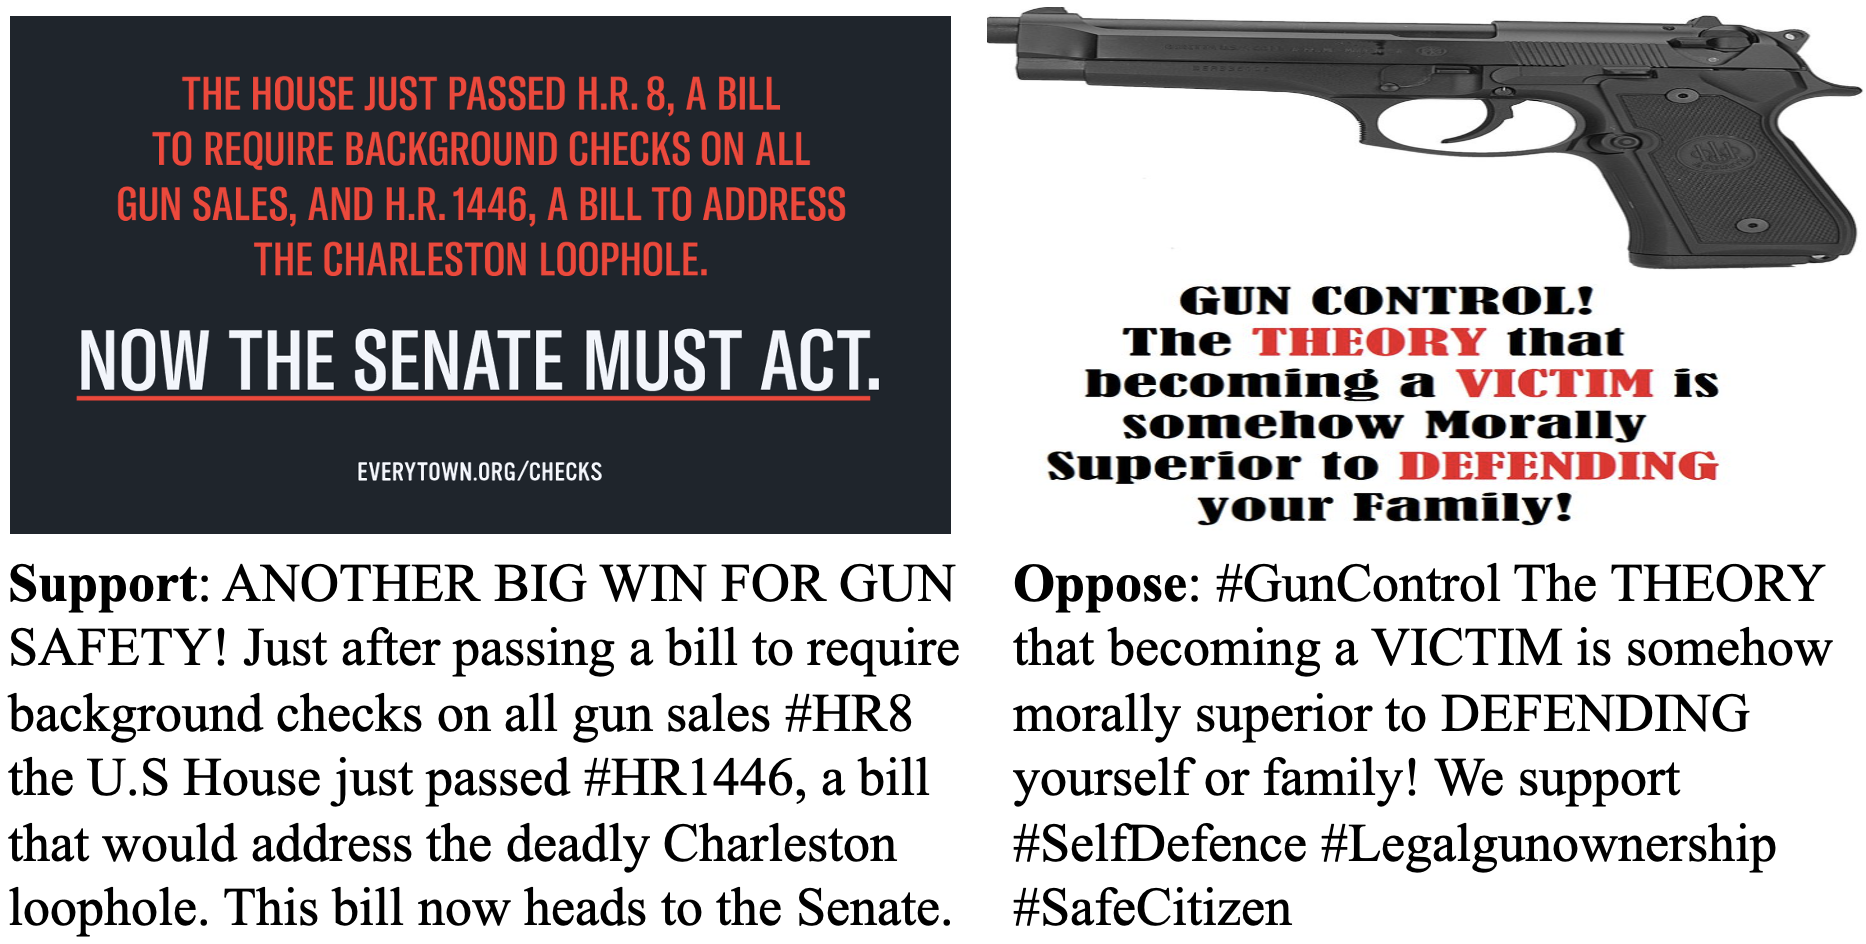 THE HOUSE JUST PASSED H.R. 8, A BILL
TO REQUIRE BACKGROUND CHECKS ON ALL
GUN SALES, AND H.R. 1446, A BILL TO ADDRESS
THE CHARLESTON LOOPHOLE.
NOW THE SENATE MUST ACT.
EVERYTOWN.ORG/CHECKS
Support: ANOTHER BIG WIN FOR GUN
SAFETY! Just after passing a bill to require
background checks on all gun sales #HR8
the U.S House just passed #HR1446, a bill
that would address the deadly Charleston
loophole. This bill now heads to the Senate.
GUN CONTROL!
The THEORY that
becoming a VICTIM is
somehow Morally
Superior to DEFENDING
your Family!
Oppose: #GunControl The THEORY
that becoming a VICTIM is somehow
morally superior to DEFENDING
yourself or family! We support
#SelfDefence #Legalgunownership
#SafeCitizen